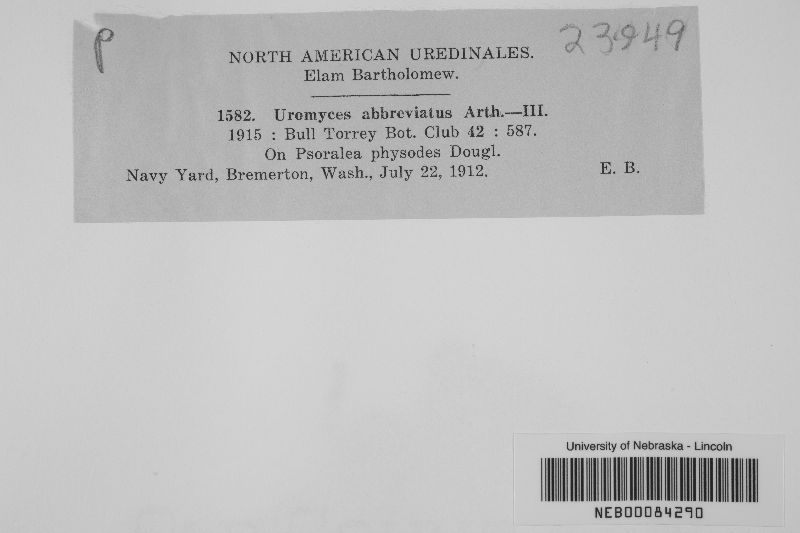 P 23949
NORTH AMERICAN UREDINALES.
Elam Bartholomew.
1582. Uromyces abbreviatus Arth.—III.
1915 : Bull Torrey Bot. Club 42 : 587.
On Psoralea physodes Dougl.
Navy Yard, Bremerton, Wash., July 22, 1912. E. B.
University of Nebraska - Lincoln
NEB00084290